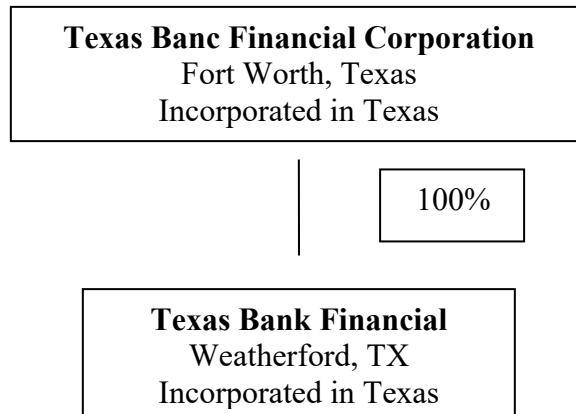 Texas Banc Financial Corporation
Fort Worth, Texas
Incorporated in Texas
100%
Texas Bank Financial
Weatherford, TX
Incorporated in Texas